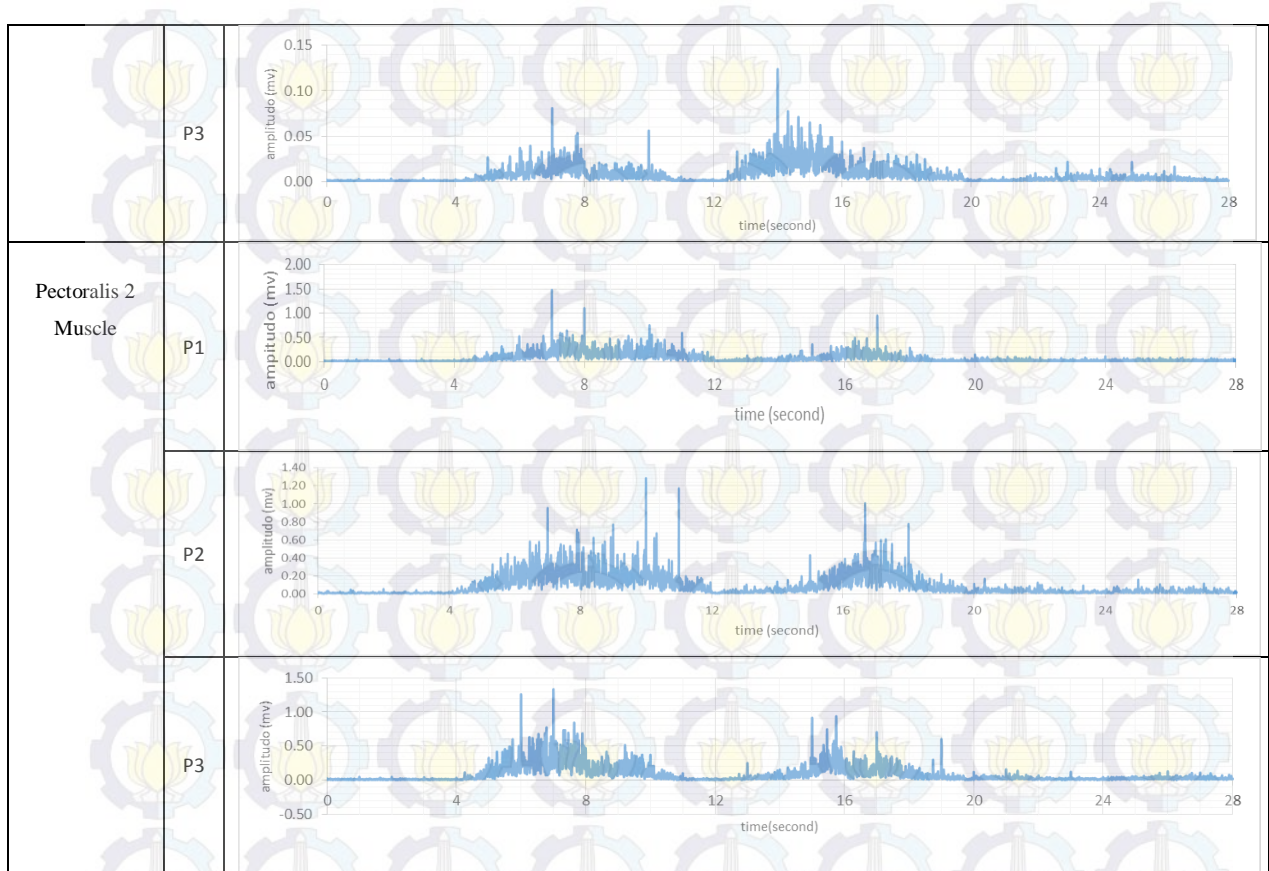 0.15
0.10
0.05
0.00
amplitudo (mv)
0 4 8 12 16 20 24 28
time(second)
P3
Pectoralis 2
Muscle
P1
2.00
1.50
1.00
0.50
0.00
ampitudo (mv)
0 4 8 12 16 20 24 28
time (second)
P2
1.40
1.20
1.00
0.80
0.60
0.40
0.20
0.00
amplitudo (mv)
0 4 8 12 16 20 24 28
time (second)
P3
1.50
1.00
0.50
0.00
-0.50
amplitudo (mv)
0 4 8 12 16 20 24 28
time(second)